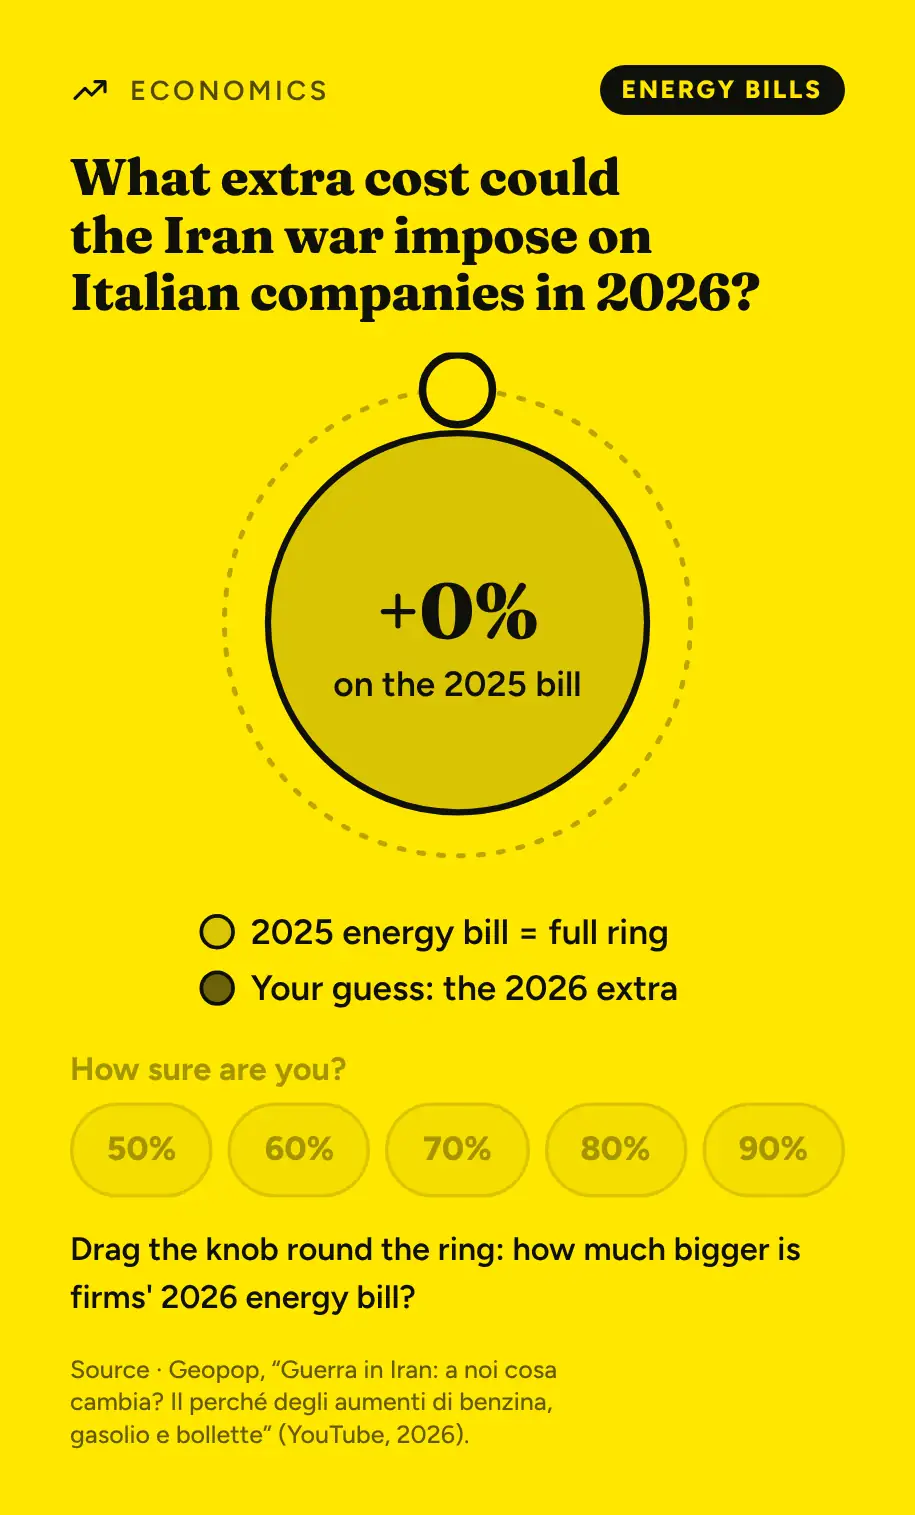 ECONOMICS
ENERGY BILLS
What extra cost could
the Iran war impose on
Italian companies in 2026?
+0%
on the 2025 bill
2025 energy bill = full ring
Your guess: the 2026 extra
How sure are you?
50%
60%
70%
80%
90%
Drag the knob round the ring: how much bigger is
firms' 2026 energy bill?
Source · Geopop, “Guerra in Iran: a noi cosa
cambia? Il perché degli aumenti di benzina,
gasolio e bollette” (YouTube, 2026).